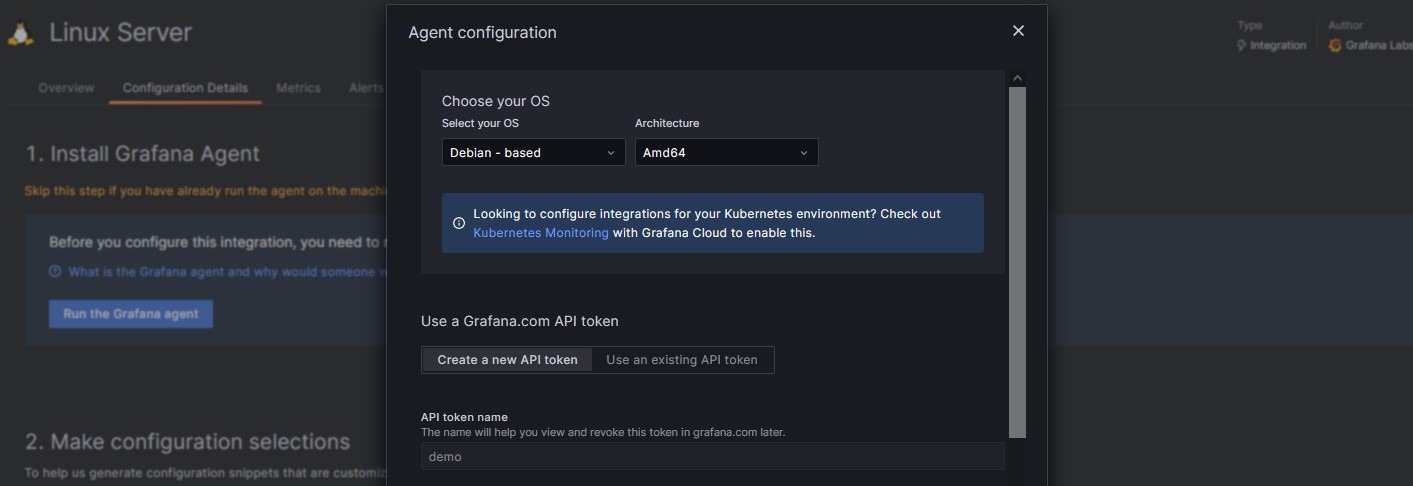 Linux Server
Type
Integration
Author
Grafana Labs
Overview
Configuration Details
Metrics
Alerts
1. Install Grafana Agent
Skip this step if you have already run the agent on the
Before you configure this integration, you need to
What is the Grafana agent and why would someone
Run the Grafana agent
2. Make configuration selections
To help us generate configuration snippets that are
Agent configuration
Choose your OS
Select your OS
Architecture
Debian - based
Amd64
Looking to configure integrations for your Kubernetes environment? Check out
Kubernetes Monitoring with Grafana Cloud to enable this.
Use a Grafana.com API token
Create a new API token
Use an existing API token
API token name
The name will help you view and revoke this token in grafana.com later.
demo